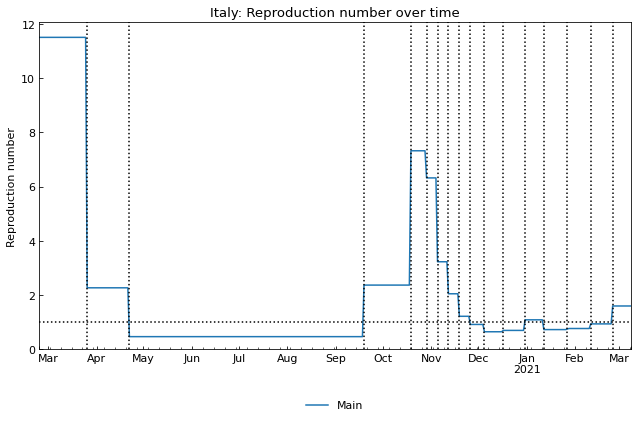 Italy: Reproduction number over time
Reproduction number
12
10
8
6
4
2
0
Mar Apr May Jun Jul Aug Sep Oct Nov Dec Jan Feb Mar
2021
Main